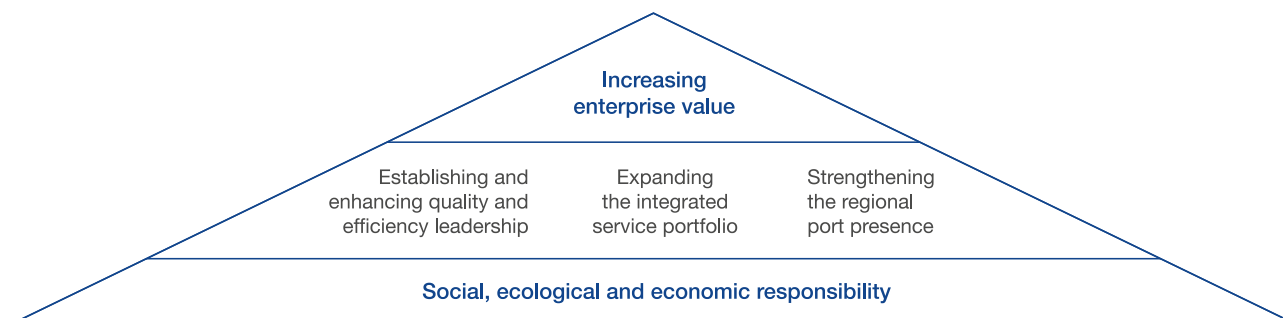 Increasing
enterprise value
Establishing and
enhancing quality and
efficiency leadership
Expanding
the integrated
service portfolio
Strengthening
the regional
port presence
Social, ecological and economic responsibility